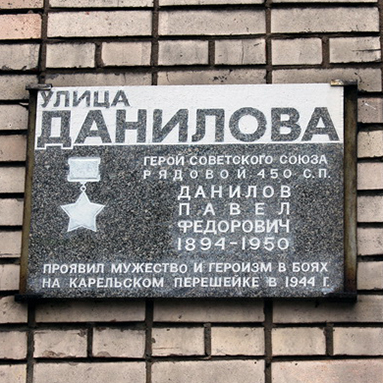 УЛИЦА
ДАНИЛОВА
ГЕРОЙ СОВЕТСКОГО СОЮЗА
РЯДОВОЙ 450 С.П.
ДАНИЛОВ
ПАВЕЛ
ФЕДОРОВИЧ
1894-1950
ПРОЯВИЛ МУЖЕСТВО И ГЕРОИЗМ В БОЯХ
НА КАРЕЛЬСКОМ ПЕРЕШЕЙКЕ В 1944 Г.